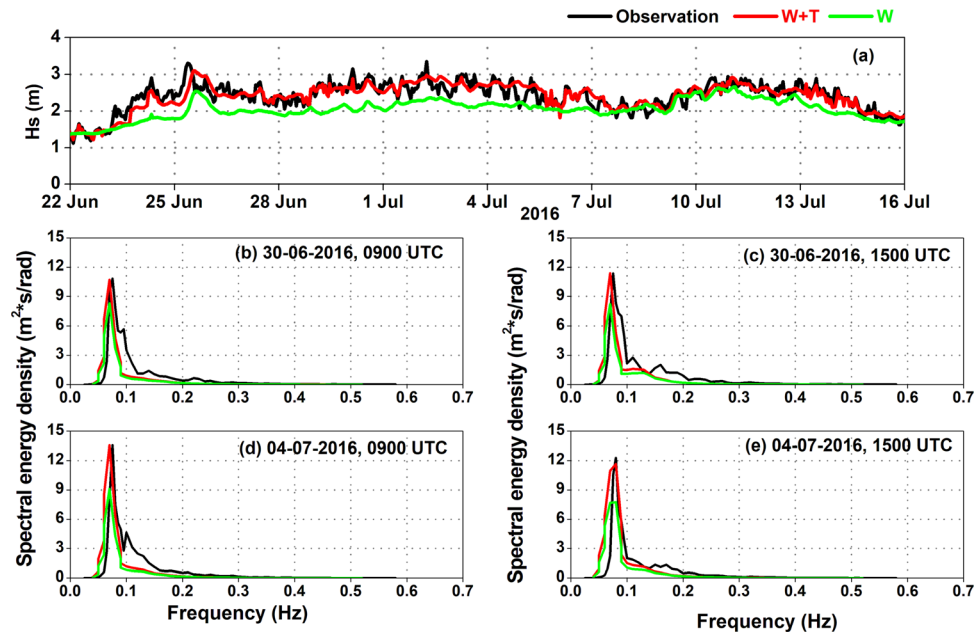 Observation W+T W
(a)
Hs (m)
4
3
2
1
0
22 Jun 25 Jun 28 Jun 1 Jul 4 Jul 7 Jul 10 Jul 13 Jul 16 Jul
2016
Spectral energy density (m²*s/rad)
15
12
9
6
3
0
(b) 30-06-2016, 0900 UTC
0.0 0.1 0.2 0.3 0.4 0.5 0.6 0.7
Spectral energy density (m²*s/rad)
15
12
9
6
3
0
(c) 30-06-2016, 1500 UTC
0.0 0.1 0.2 0.3 0.4 0.5 0.6 0.7
15
12
9
6
3
0
(d) 04-07-2016, 0900 UTC
0.0 0.1 0.2 0.3 0.4 0.5 0.6 0.7
Frequency (Hz)
15
12
9
6
3
0
(e) 04-07-2016, 1500 UTC
0.0 0.1 0.2 0.3 0.4 0.5 0.6 0.7
Frequency (Hz)